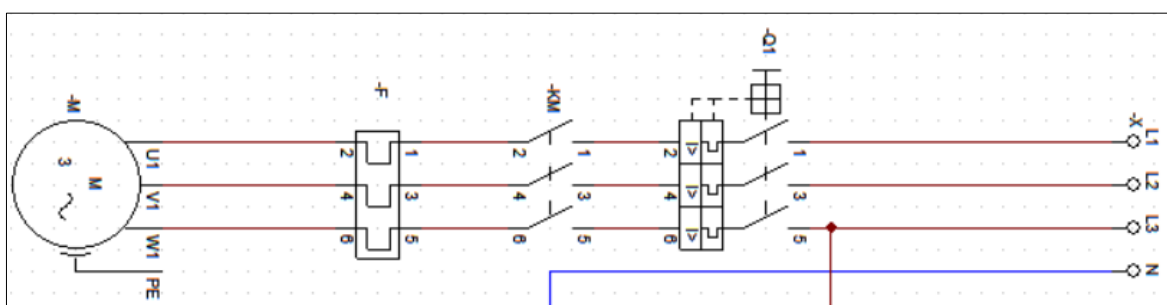 -Q1
-M -F -KM -X
U1 2 1 2 1 2 I> 1 L1
M 3 ~ V1 4 3 4 3 4 I> 3 L2
W1 6 5 6 5 6 I> 5 L3
PE N